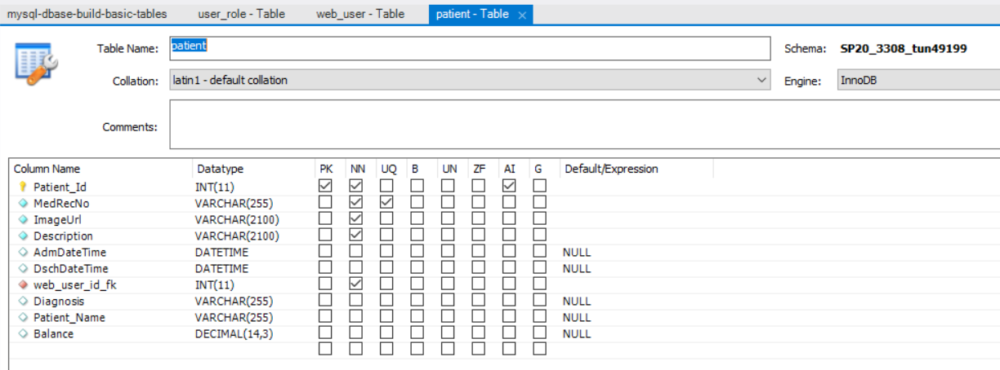 mysql-dbase-build-basic-tables user_role - Table web_user - Table patient - Table ×
Table Name: patient Schema: SP20_3308_tun49199
Collation: latin1 - default collation Engine: InnoDB
Comments:
Column Name Datatype PK NN UQ B UN ZF AI G Default/Expression
Patient_Id INT(11)
MedRecNo VARCHAR(255)
ImageUrl VARCHAR(2100)
Description VARCHAR(2100)
AdmDateTime DATETIME NULL
DschDateTime DATETIME NULL
web_user_id_fk INT(11)
Diagnosis VARCHAR(255) NULL
Patient_Name VARCHAR(255) NULL
Balance DECIMAL(14,3) NULL